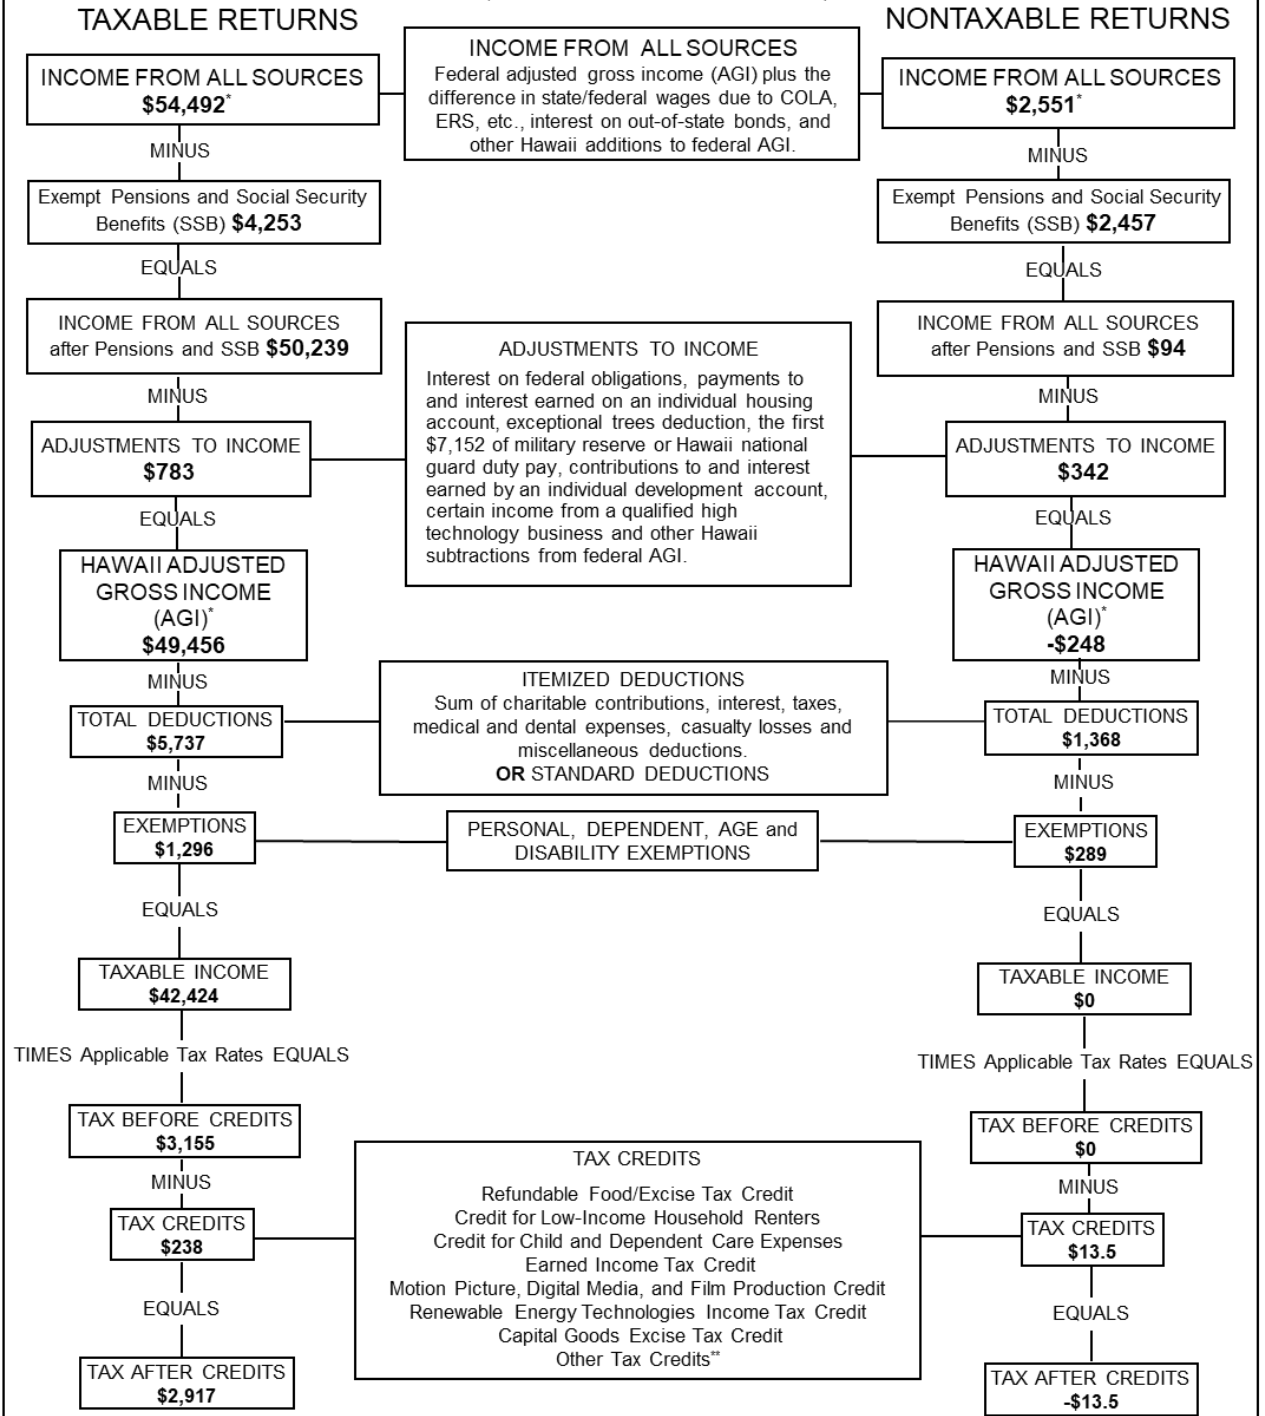 TAXABLE RETURNS
NONTAXABLE RETURNS
INCOME FROM ALL SOURCES
$54,492*
INCOME FROM ALL SOURCES
Federal adjusted gross income (AGI) plus the
difference in state/federal wages due to COLA,
ERS, etc., interest on out-of-state bonds, and
other Hawaii additions to federal AGI.
INCOME FROM ALL SOURCES
$2,551*
MINUS
MINUS
Exempt Pensions and Social Security
Benefits (SSB) $4,253
Exempt Pensions and Social Security
Benefits (SSB) $2,457
EQUALS
EQUALS
INCOME FROM ALL SOURCES
after Pensions and SSB $50,239
INCOME FROM ALL SOURCES
after Pensions and SSB $94
MINUS
MINUS
ADJUSTMENTS TO INCOME
$783
ADJUSTMENTS TO INCOME
Interest on federal obligations, payments to
and interest earned on an individual housing
account, exceptional trees deduction, the first
$7,152 of military reserve or Hawaii national
guard duty pay, contributions to and interest
earned by an individual development account,
certain income from a qualified high
technology business and other Hawaii
subtractions from federal AGI.
ADJUSTMENTS TO INCOME
$342
EQUALS
EQUALS
HAWAII ADJUSTED
GROSS INCOME
(AGI)*
$49,456
HAWAII ADJUSTED
GROSS INCOME
(AGI)*
-$248
MINUS
MINUS
TOTAL DEDUCTIONS
$5,737
ITEMIZED DEDUCTIONS
Sum of charitable contributions, interest, taxes,
medical and dental expenses, casualty losses and
miscellaneous deductions.
OR STANDARD DEDUCTIONS
TOTAL DEDUCTIONS
$1,368
MINUS
MINUS
EXEMPTIONS
$1,296
PERSONAL, DEPENDENT, AGE and
DISABILITY EXEMPTIONS
EXEMPTIONS
$289
EQUALS
EQUALS
TAXABLE INCOME
$42,424
TAXABLE INCOME
$0
TIMES Applicable Tax Rates EQUALS
TIMES Applicable Tax Rates EQUALS
TAX BEFORE CREDITS
$3,155
TAX BEFORE CREDITS
$0
MINUS
MINUS
TAX CREDITS
$238
TAX CREDITS
Refundable Food/Excise Tax Credit
Credit for Low-Income Household Renters
Credit for Child and Dependent Care Expenses
Earned Income Tax Credit
Motion Picture, Digital Media, and Film Production Credit
Renewable Energy Technologies Income Tax Credit
Capital Goods Excise Tax Credit
Other Tax Credits**
TAX CREDITS
$13.5
EQUALS
EQUALS
TAX AFTER CREDITS
$2,917
TAX AFTER CREDITS
-$13.5